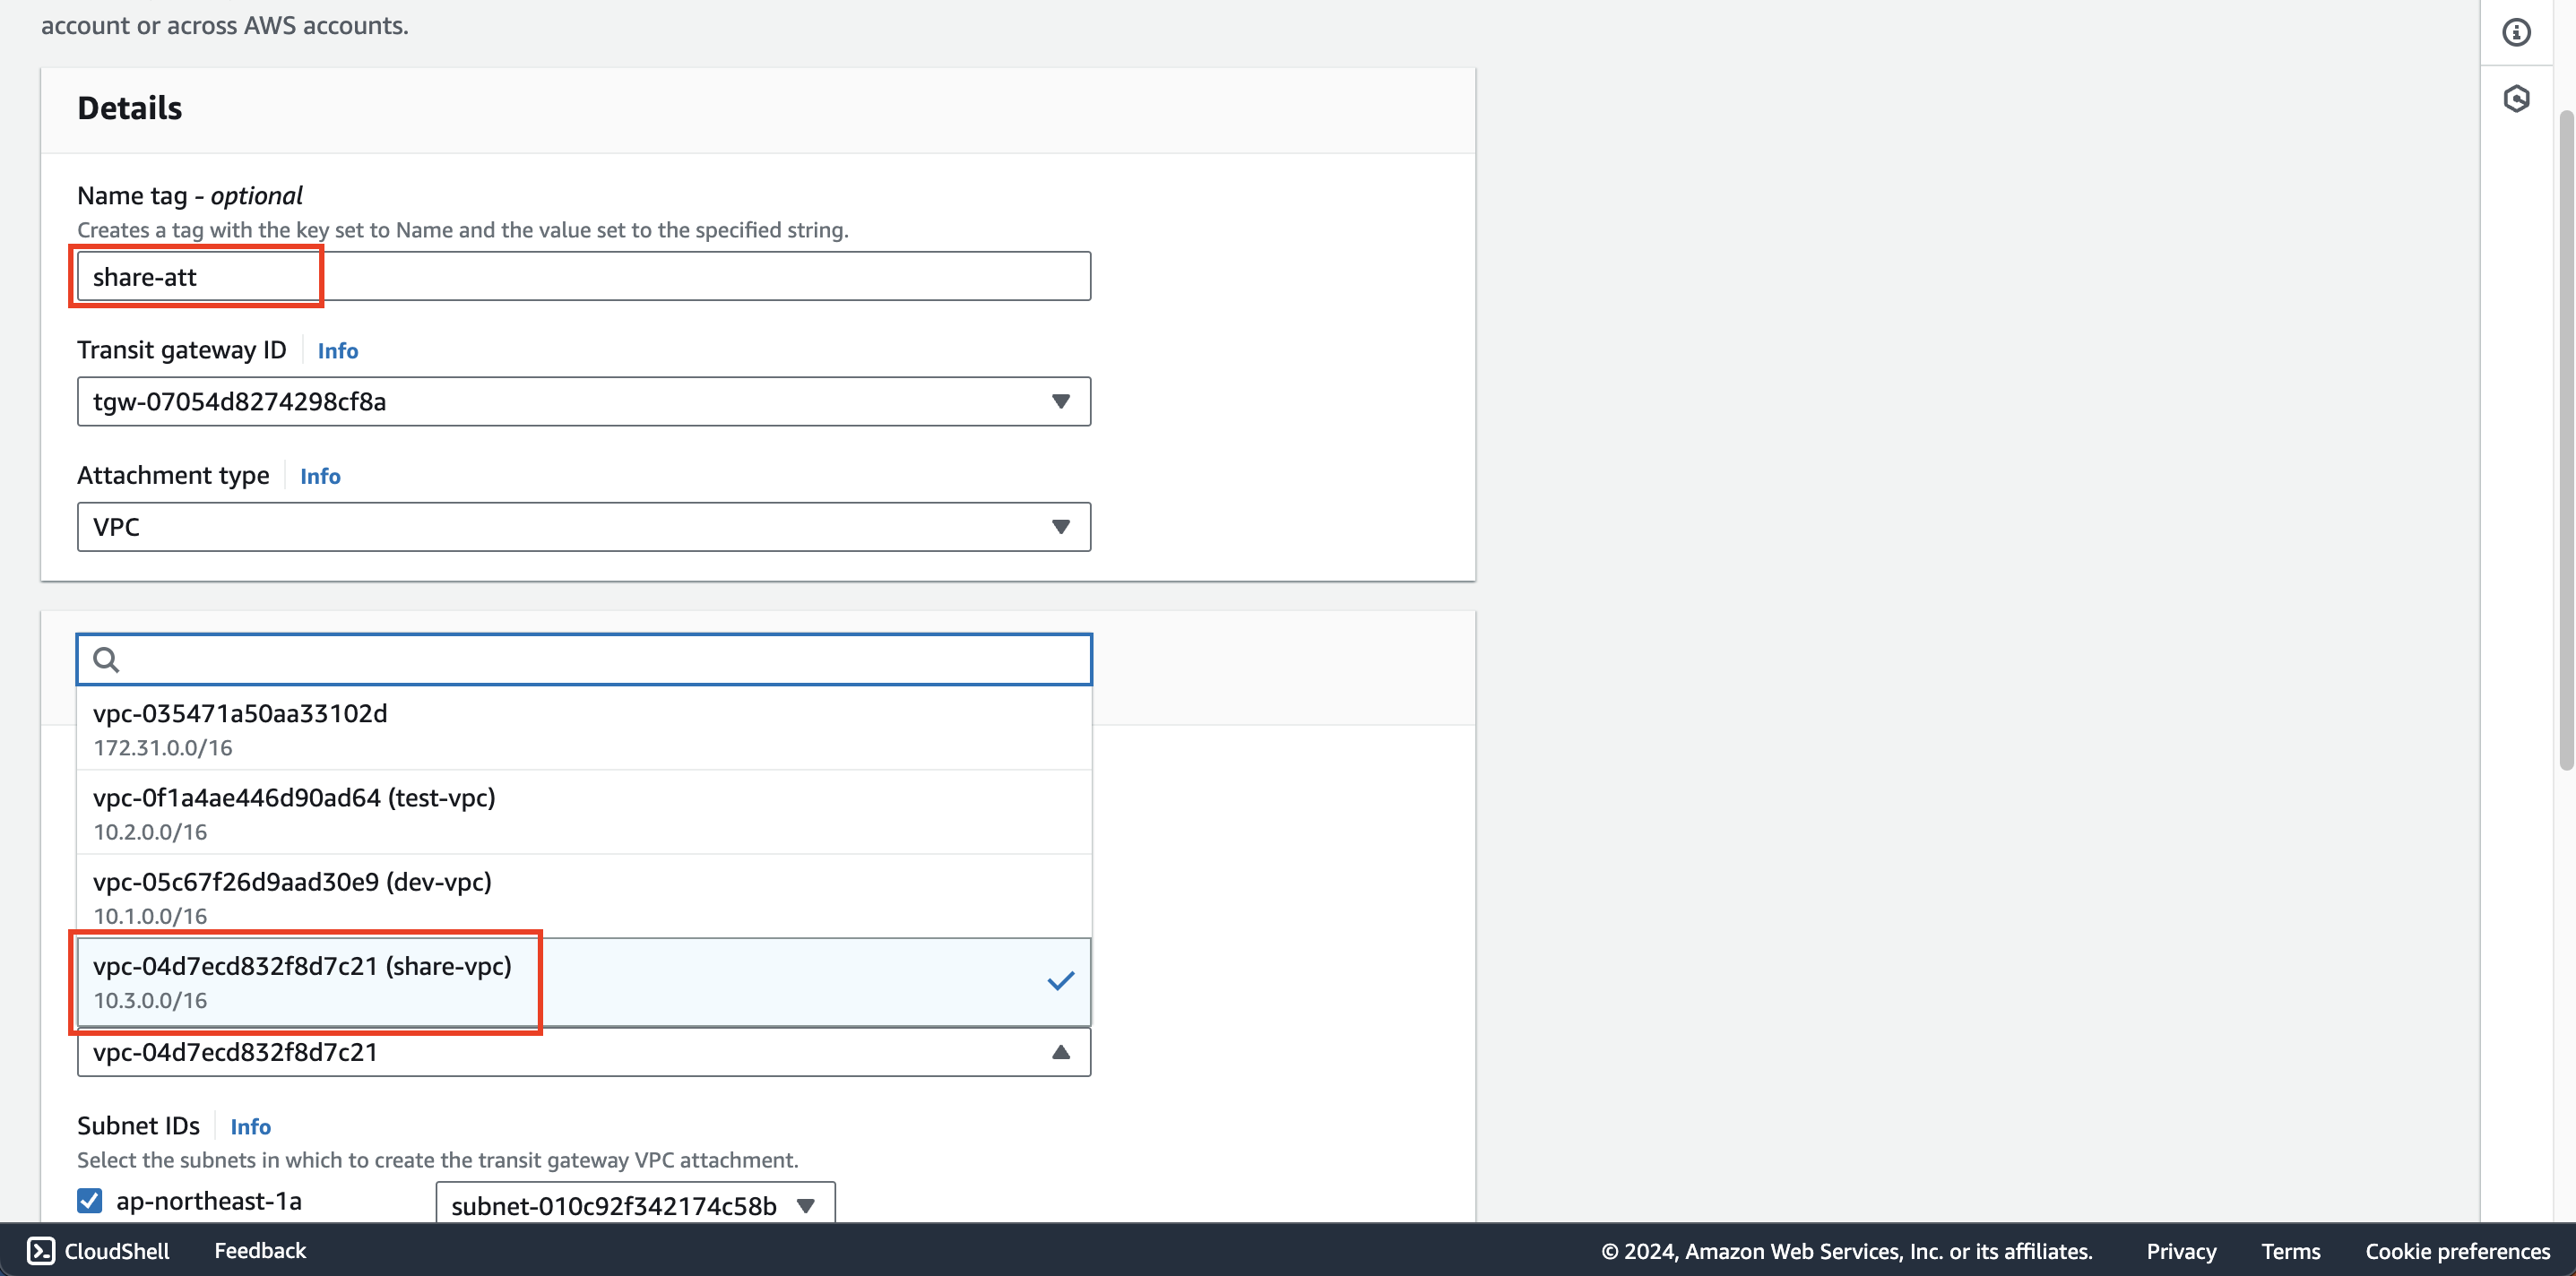 account or across AWS accounts.
Details
Name tag - optional
Creates a tag with the key set to Name and the value set to the specified string.
share-att
Transit gateway ID Info
tgw-07054d8274298cf8a
Attachment type Info
VPC
vpc-035471a50aa33102d
172.31.0.0/16
vpc-0f1a4ae446d90ad64 (test-vpc)
10.2.0.0/16
vpc-05c67f26d9aad30e9 (dev-vpc)
10.1.0.0/16
vpc-04d7ecd832f8d7c21 (share-vpc)
10.3.0.0/16
vpc-04d7ecd832f8d7c21
Subnet IDs Info
Select the subnets in which to create the transit gateway VPC attachment.
ap-northeast-1a subnet-010c92f342174c58b
CloudShell Feedback © 2024, Amazon Web Services, Inc. or its affiliates. Privacy Terms Cookie preferences